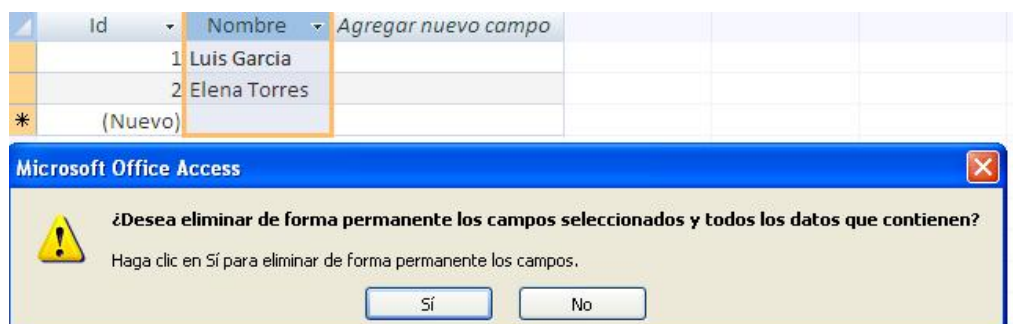 Id Nombre Agregar nuevo campo
1 Luis Garcia
2 Elena Torres
* (Nuevo)
Microsoft Office Access
¿Desea eliminar de forma permanente los campos seleccionados y todos los datos que contienen?
Haga clic en Sí para eliminar de forma permanente los campos.
Sí No